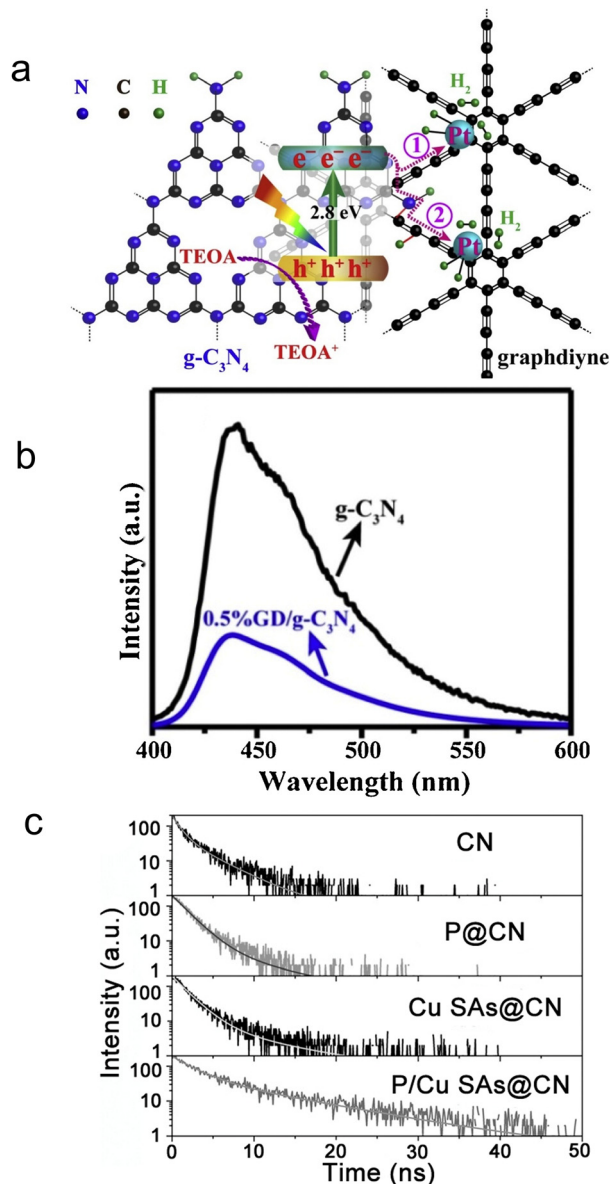 a
N C H
H₂
e⁻ e⁻ e⁻
1
Pt
2.8 eV
2
H₂
TEOA
h⁺ h⁺ h⁺
Pt
TEOA⁺
g-C₃N₄
graphdiyne
b
Intensity (a.u.)
g-C₃N₄
0.5%GD/g-C₃N₄
400 450 500 550 600
Wavelength (nm)
c
Intensity (a.u.)
100
10
1
CN
100
10
1
P@CN
100
10
1
Cu SAs@CN
100
10
1
P/Cu SAs@CN
0 10 20 30 40 50
Time (ns)